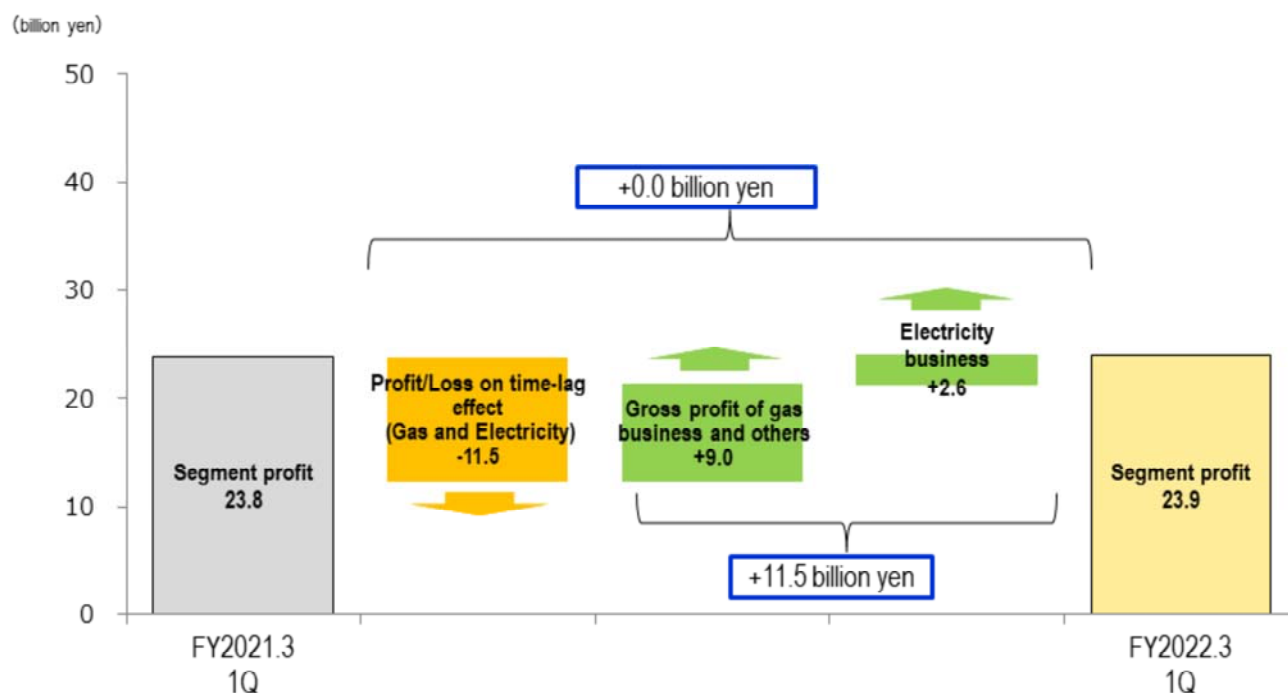 (billion yen)
50
40
30
20
10
0
+0.0 billion yen
Segment profit
23.8
Profit/Loss on time-lag
effect
(Gas and Electricity)
-11.5
Gross profit of gas
business and others
+9.0
Electricity
business
+2.6
Segment profit
23.9
+11.5 billion yen
FY2021.3
1Q
FY2022.3
1Q